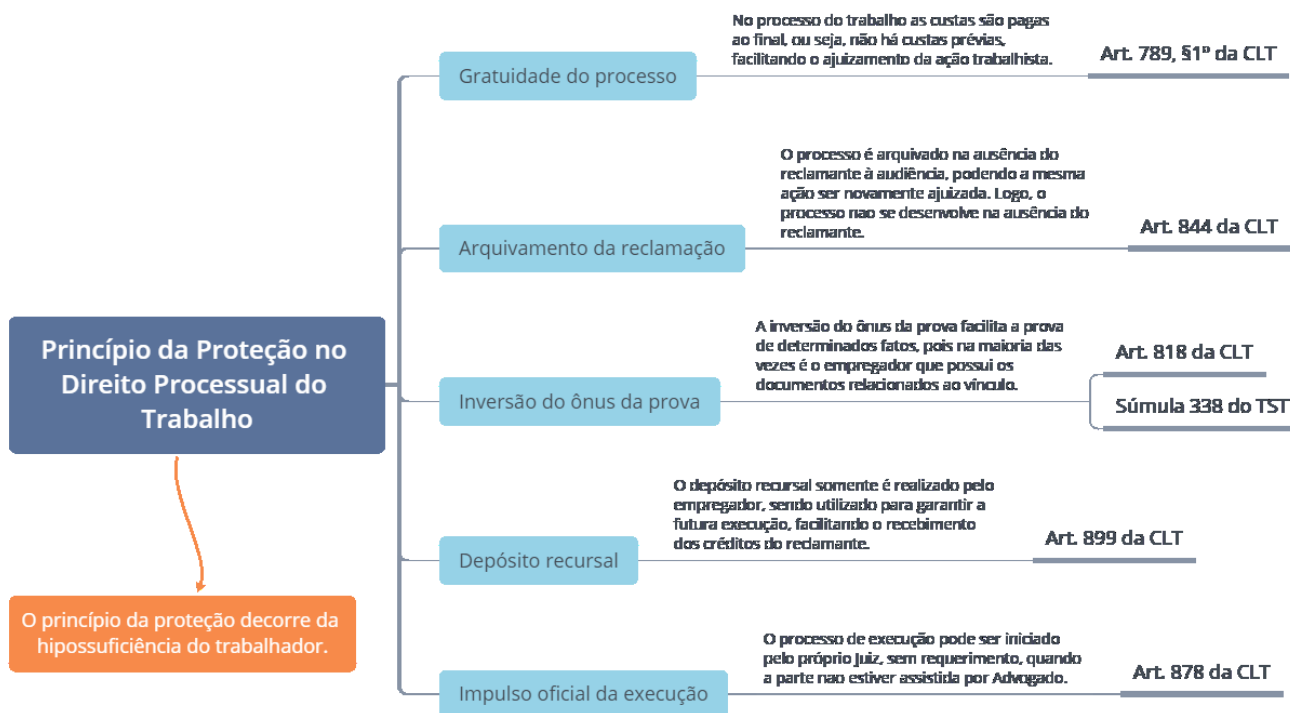 Princípio da Proteção no
Direito Processual do
Trabalho
O princípio da proteção decorre da
hipossuficiência do trabalhador.
Gratuidade do processo
No processo do trabalho as custas são pagas
ao final, ou seja, não há custas prévias,
facilitando o ajuizamento da ação trabalhista.
Art. 789, §1º da CLT
Arquivamento da reclamação
O processo é arquivado na ausência do
reclamante à audiência, podendo a mesma
ação ser novamente ajuizada. Logo, o
processo nao se desenvolve na ausência do
reclamante.
Art. 844 da CLT
Inversão do ônus da prova
A inversão do ônus da prova facilita a prova
de determinados fatos, pois na maioria das
vezes é o empregador que possui os
documentos relacionados ao vínculo.
Art. 818 da CLT
Súmula 338 do TST
Depósito recursal
O depósito recursal somente é realizado pelo
empregador, sendo utilizado para garantir a
futura execução, facilitando o recebimento
dos créditos do reclamante.
Art. 899 da CLT
Impulso oficial da execução
O processo de execução pode ser iniciado
pelo próprio Juiz, sem requerimento, quando
a parte nao estiver assistida por Advogado.
Art. 878 da CLT